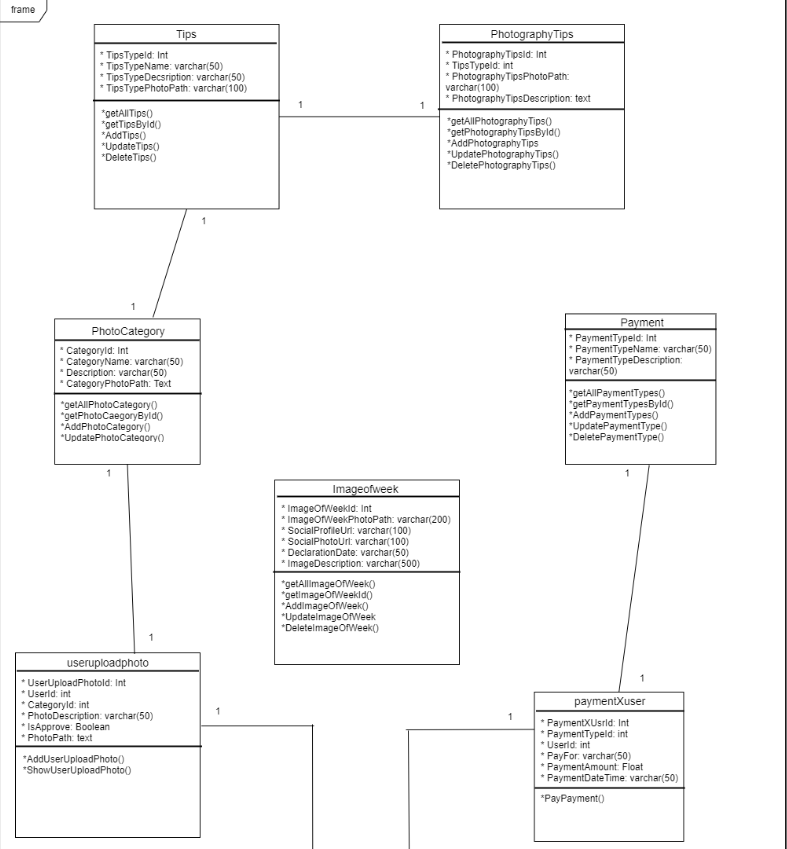 frame
Tips
* TipsTypeId: Int
* TipsTypeName: varchar(50)
* TipsTypeDecsription: varchar(50)
* TipsTypePhotoPath: varchar(100)
*getAllTips()
*getTipsById()
*AddTips()
*UpdateTips()
*DeleteTips()
1
1
PhotographyTips
* PhotographyTipsId: Int
* TipsTypeId: int
* PhotographyTipsPhotoPath:
varchar(100)
* PhotographyTipsDescription: text
*getAllPhotographyTips()
*getPhotographyTipsById()
*AddPhotographyTips
*UpdatePhotographyTips()
*DeletePhotographyTips()
1
1
PhotoCategory
* CategoryId: Int
* CategoryName: varchar(50)
* Description: varchar(50)
* CategoryPhotoPath: Text
*getAllPhotoCategory()
*getPhotoCaegoryById()
*AddPhotoCategory()
*UpdatePhotoCategory()
1
Payment
* PaymentTypeId: Int
* PaymentTypeName: varchar(50)
* PaymentTypeDescription:
varchar(50)
*getAllPaymentTypes()
*getPaymentTypesById()
*AddPaymentTypes()
*UpdatePaymentType()
*DeletePaymentType()
1
Imageofweek
* ImageOfWeekId: Int
* ImageOfWeekPhotoPath: varchar(200)
* SocialProfileUrl: varchar(100)
* SocialPhotoUrl: varchar(100)
* DeclarationDate: varchar(50)
* ImageDescription: varchar(500)
*getAllImageOfWeek()
*getImageOfWeekId()
*AddImageOfWeek()
*UpdateImageOfWeek
*DeleteImageOfWeek()
1
useruploadphoto
* UserUploadPhotoId: Int
* UserId: int
* CategoryId: int
* PhotoDescription: varchar(50)
* IsApprove: Boolean
* PhotoPath: text
*AddUserUploadPhoto()
*ShowUserUploadPhoto()
1
1
1
paymentXuser
* PaymentXUsrId: Int
* PaymentTypeId: int
* UserId: int
* PayFor: varchar(50)
* PaymentAmount: Float
* PaymentDateTime: varchar(50)
*PayPayment()